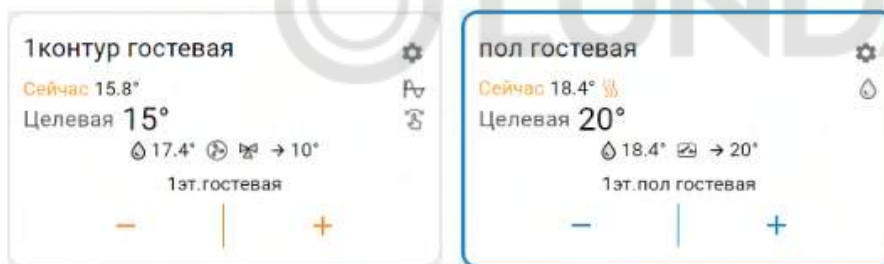 LUNDA
1контур гостевая
Сейчас 15.8°
Целевая 15°
17.4° → 10°
1эт.гостевая
− +
пол гостевая
Сейчас 18.4°
Целевая 20°
18.4° → 20°
1эт.пол гостевая
− +